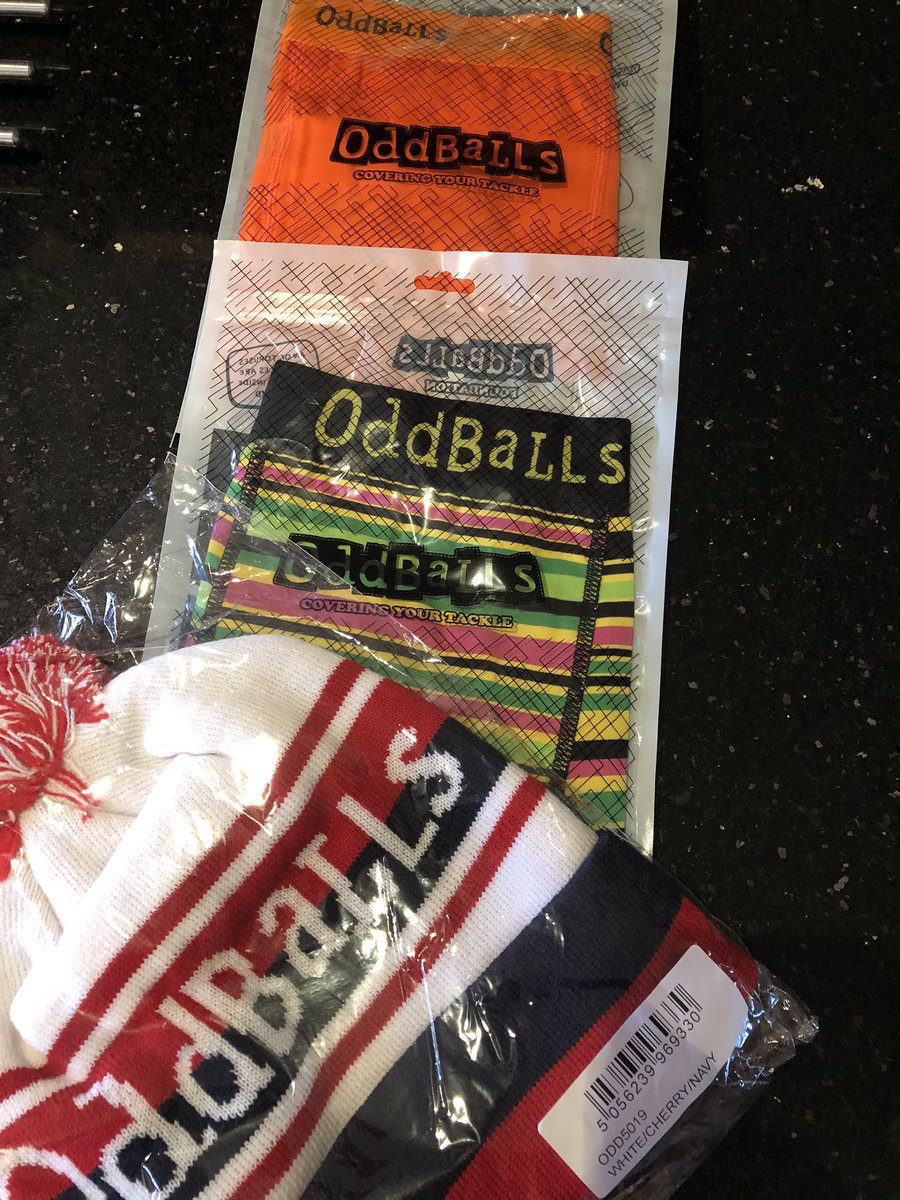 OddBaLLs
OddBaLLs
COVERING YOUR TACKLE
OddBaLLs
OddBaLLs
OddBaLLs
COVERING YOUR TACKLE
OddBaLLs
5 056239 969330
ODD5019
WHITE/CHERRY/NAVY